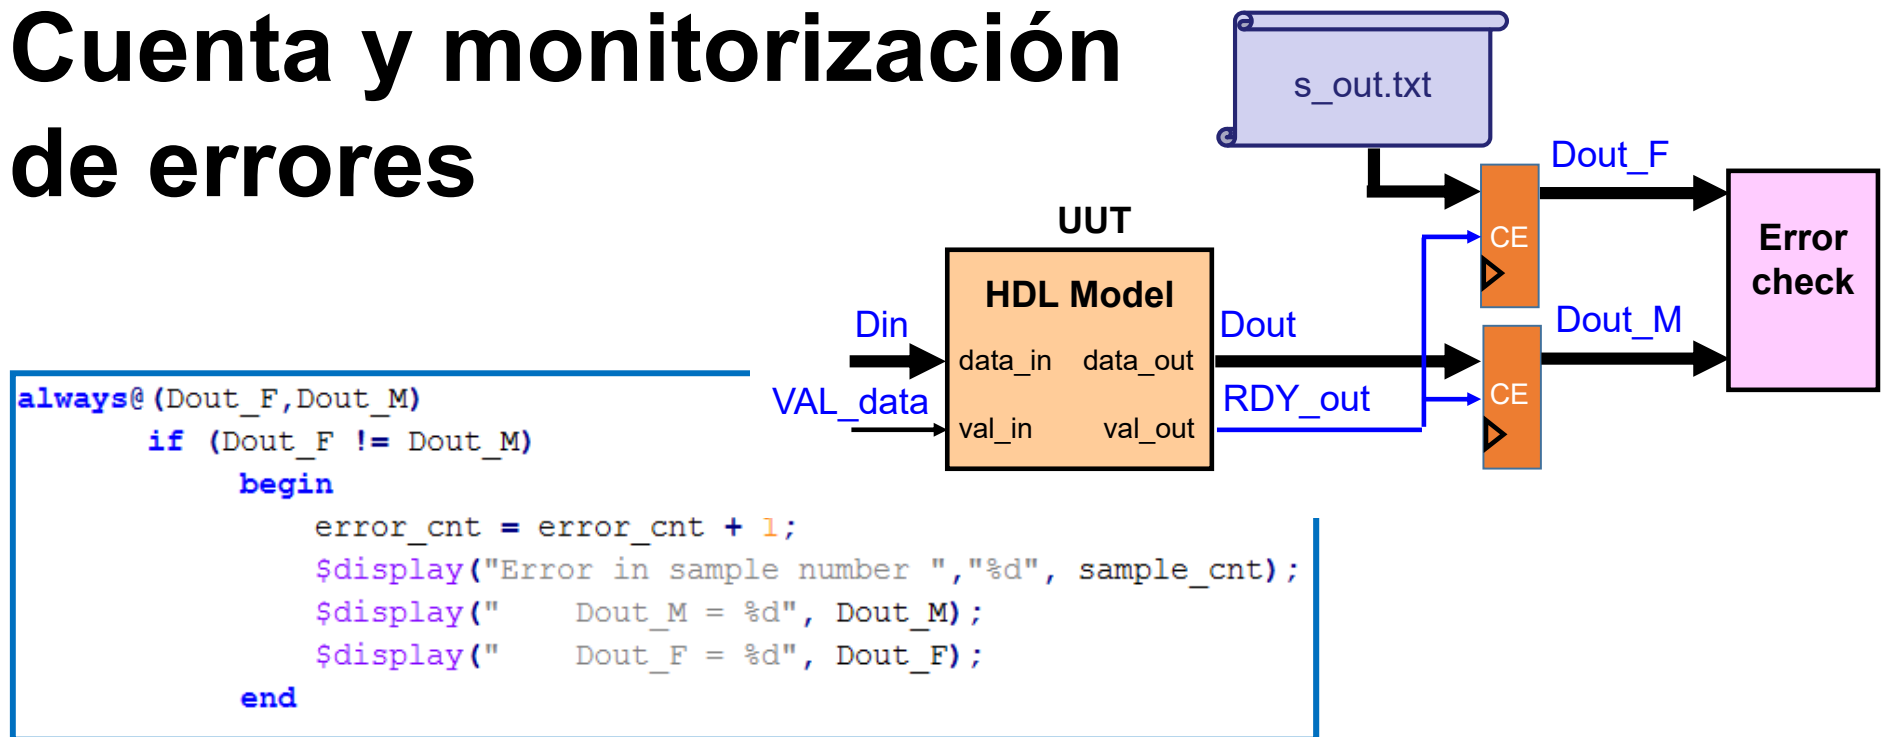 Cuenta y monitorización
de errores
s_out.txt
Dout_F
UUT
CE
Error
check
HDL Model
Din
Dout
Dout_M
data_in data_out
VAL_data
RDY_out
CE
val_in val_out
always@(Dout_F,Dout_M)
if (Dout_F != Dout_M)
begin
error_cnt = error_cnt + 1;
$display("Error in sample number ","%d", sample_cnt);
$display("    Dout_M = %d", Dout_M);
$display("    Dout_F = %d", Dout_F);
end